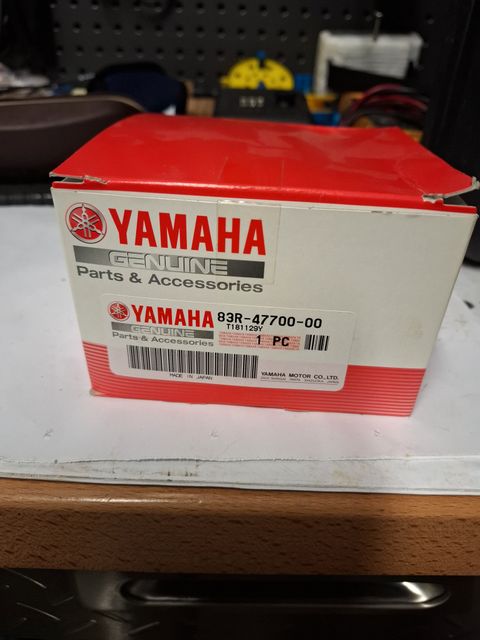 YAMAHA
GENUINE
Parts & Accessories
YAMAHA 83R-47700-00
GENUINE T181129Y
Parts & Accessories 1 PC
MADE IN JAPAN
YAMAHA MOTOR CO.,LTD.